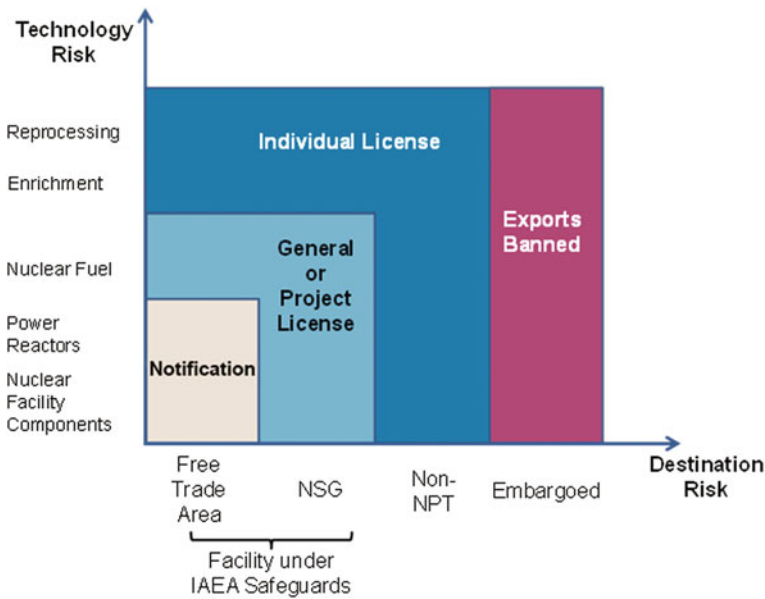 Technology
Risk
Reprocessing
Enrichment
Nuclear Fuel
Power
Reactors
Nuclear
Facility
Components
Individual License
General
or
Project
License
Notification
Exports
Banned
Free
Trade
Area
NSG
Non-
NPT
Embargoed
Destination
Risk
Facility under
IAEA Safeguards